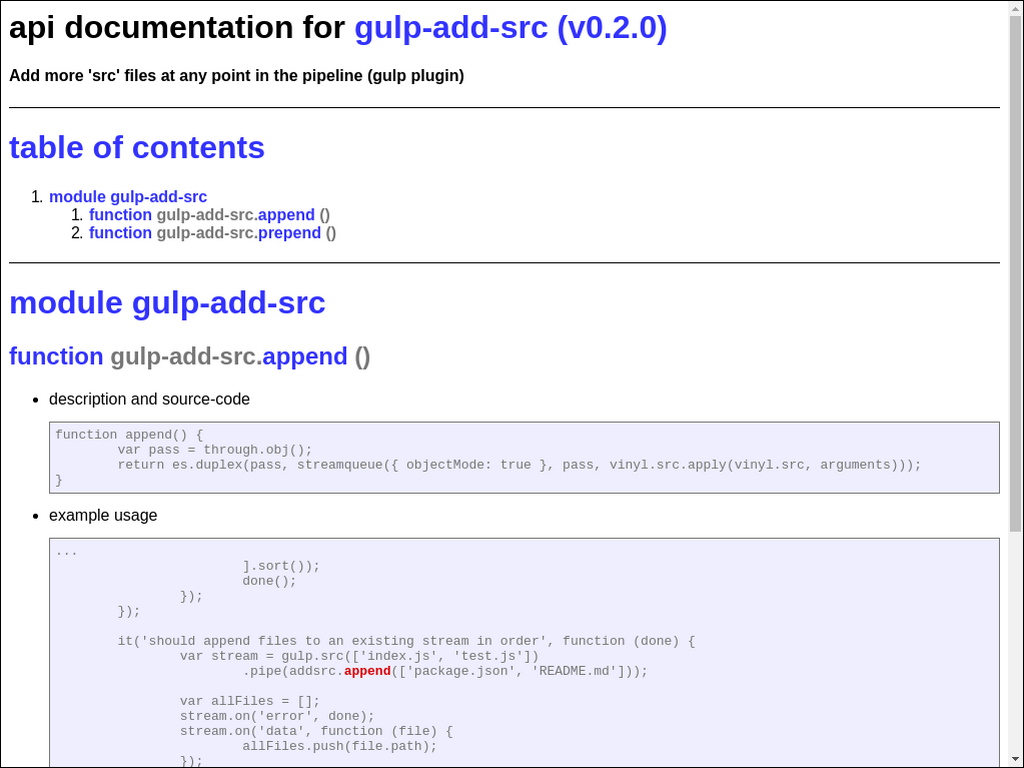 api documentation for gulp-add-src (v0.2.0)
Add more 'src' files at any point in the pipeline (gulp plugin)
table of contents
1. module gulp-add-src
1. function gulp-add-src.append ()
2. function gulp-add-src.prepend ()
module gulp-add-src
function gulp-add-src.append ()
• description and source-code
function append() {
        var pass = through.obj();
        return es.duplex(pass, streamqueue({ objectMode: true }, pass, vinyl.src.apply(vinyl.src, arguments)));
}
• example usage
...
                        ].sort());
                        done();
                });
        });
        it('should append files to an existing stream in order', function (done) {
                var stream = gulp.src(['index.js', 'test.js'])
                        .pipe(addsrc.append(['package.json', 'README.md']));
                var allFiles = [];
                stream.on('error', done);
                stream.on('data', function (file) {
                        allFiles.push(file.path);
                });